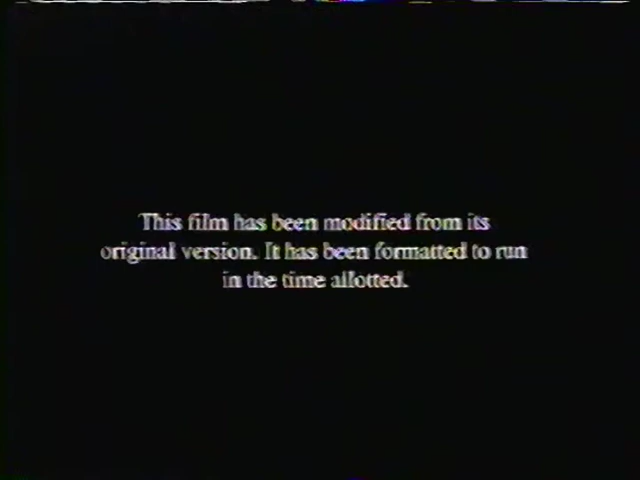 This film has been modified from its
original version. It has been formatted to run
in the time allotted.